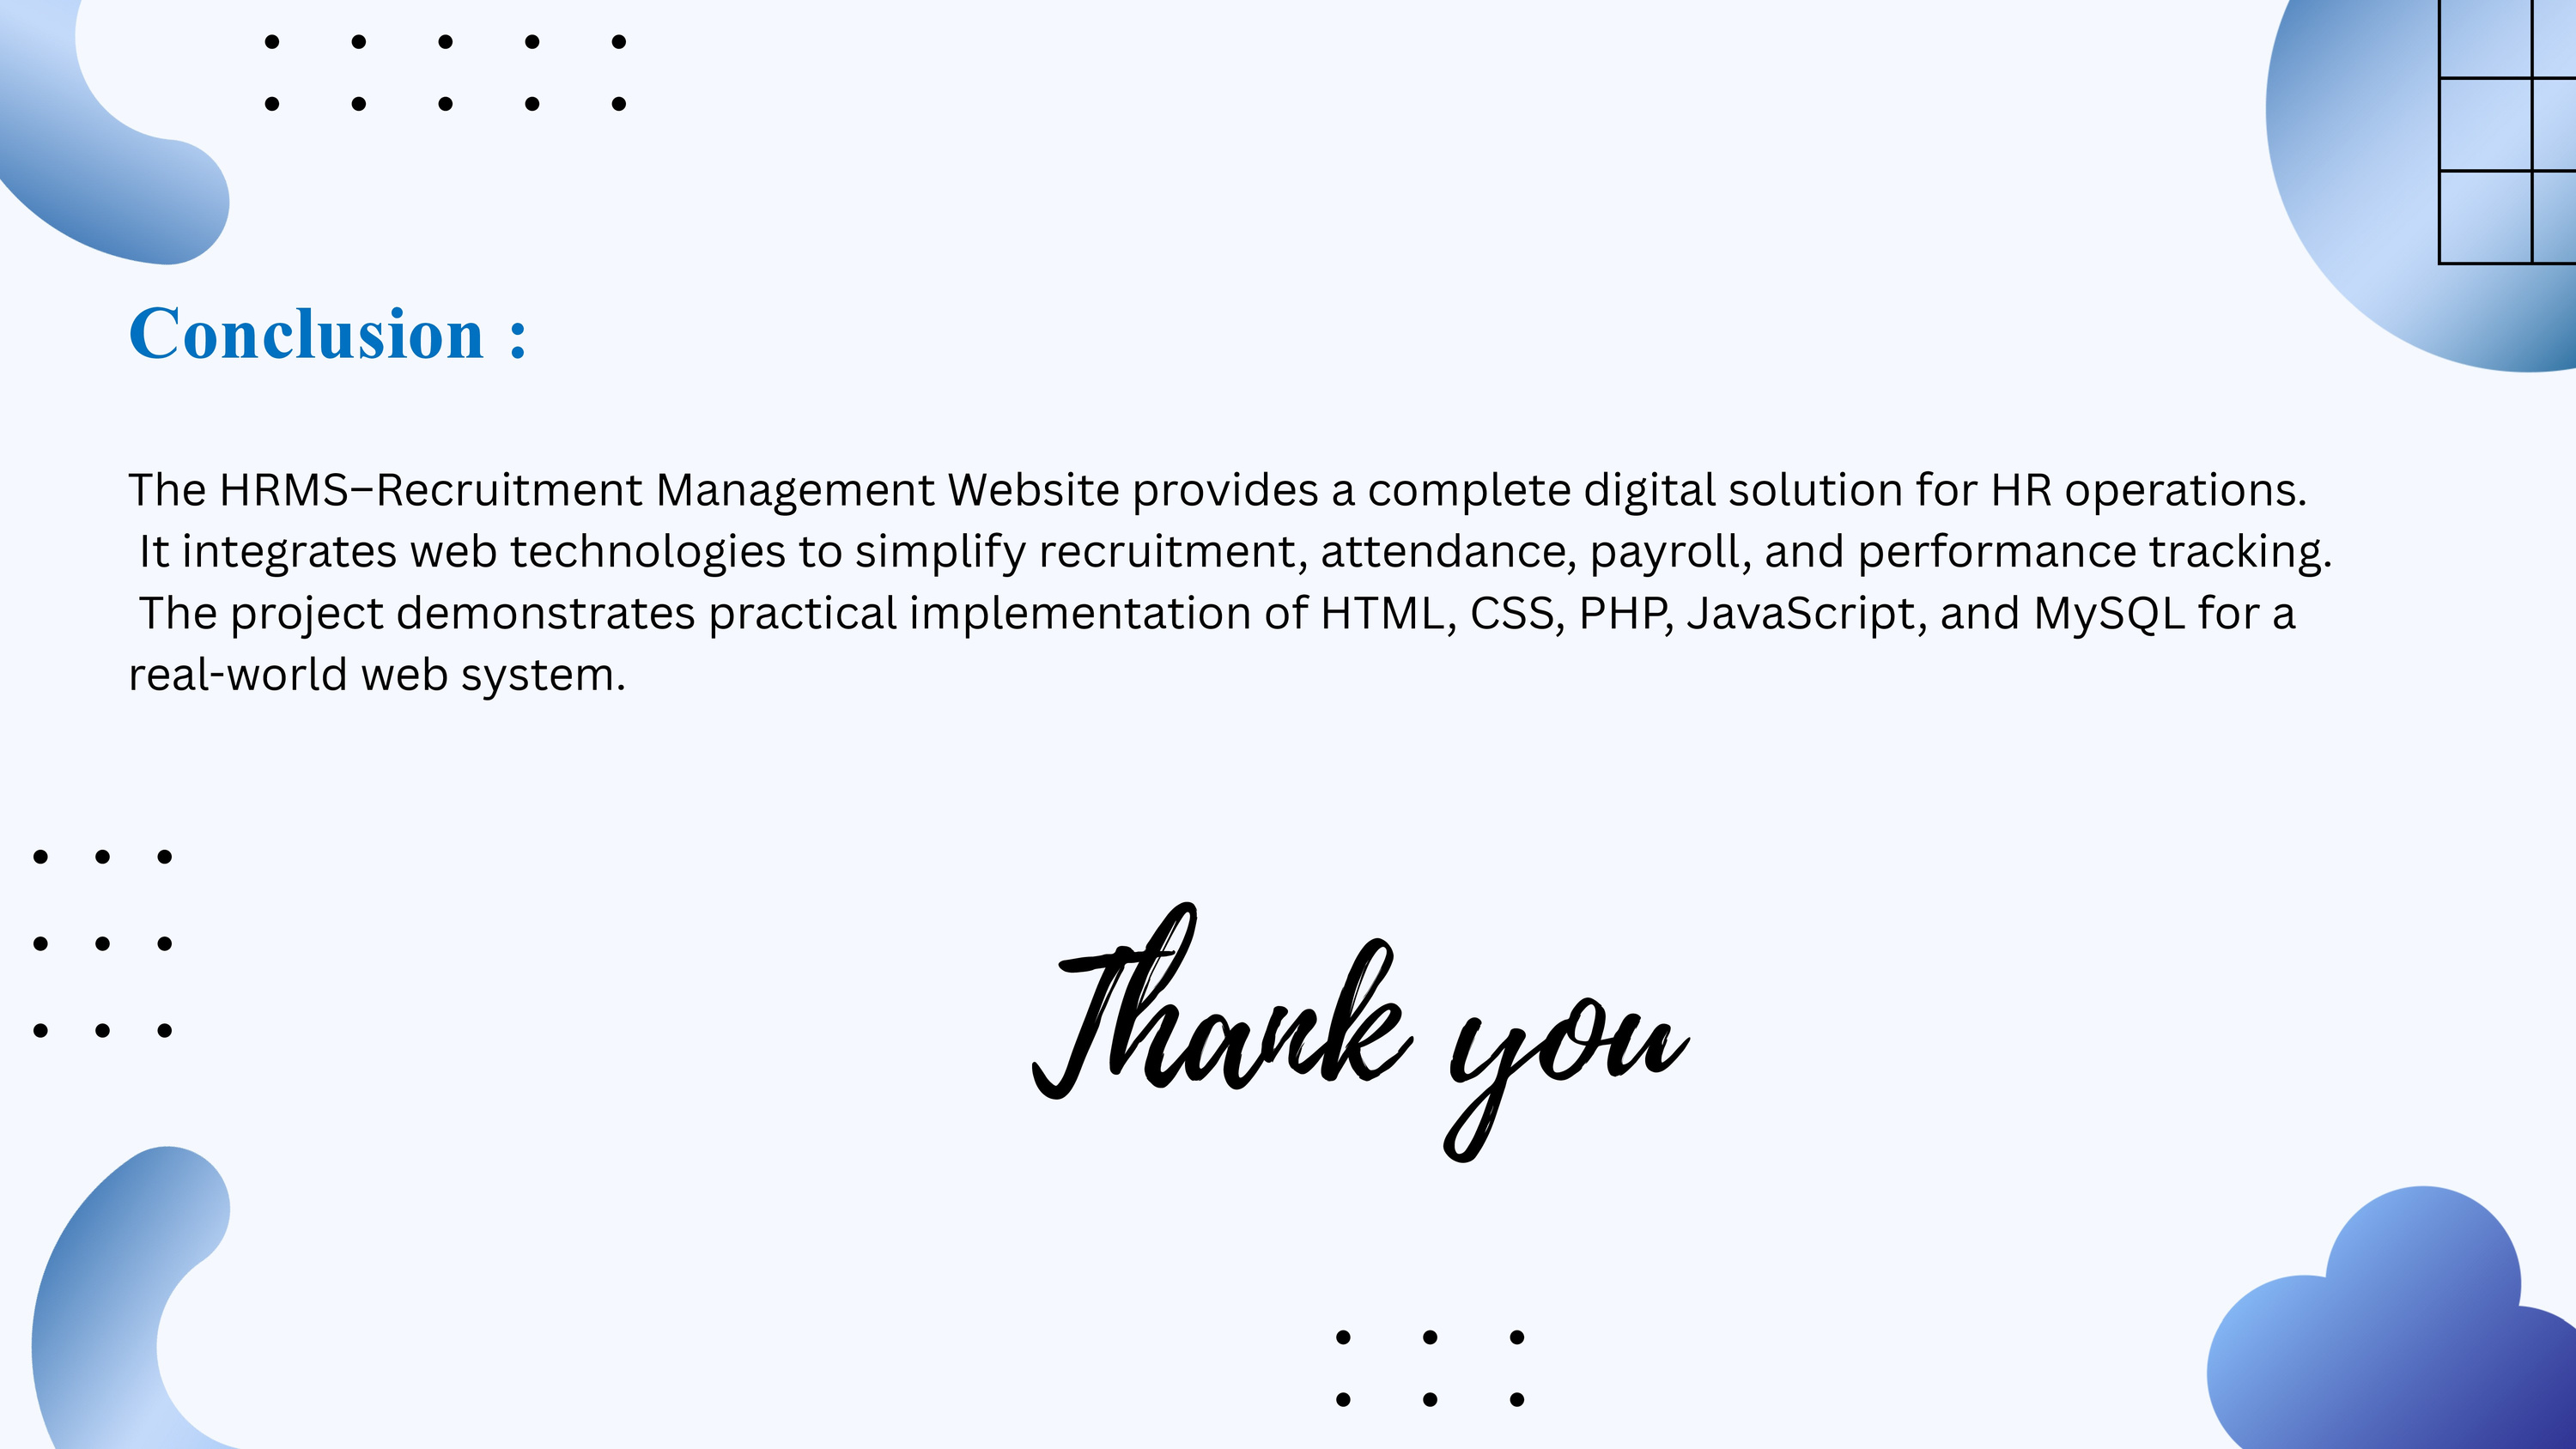 Conclusion :
The HRMS–Recruitment Management Website provides a complete digital solution for HR operations.
It integrates web technologies to simplify recruitment, attendance, payroll, and performance tracking.
The project demonstrates practical implementation of HTML, CSS, PHP, JavaScript, and MySQL for a
real-world web system.
Thank you